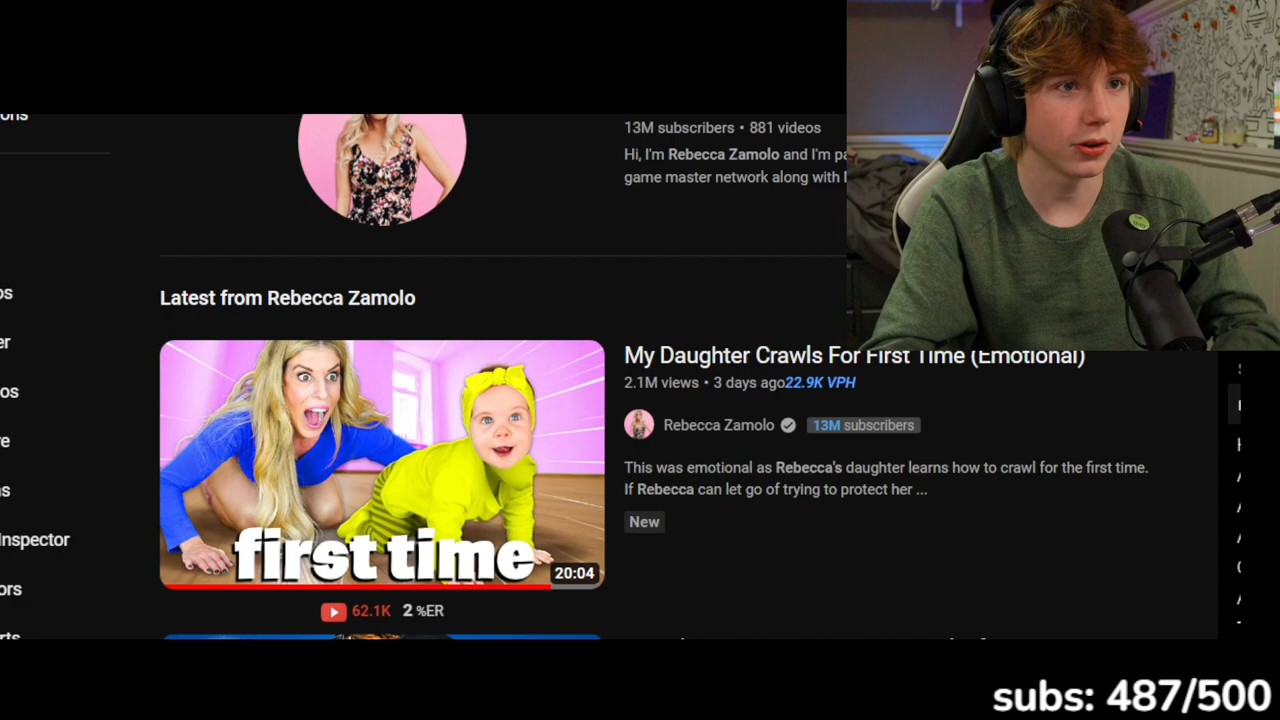 ons
13M subscribers • 881 videos
Hi, I'm Rebecca Zamolo and I'm pa
game master network along with
os
er
os
re
s
Inspector
ors
rts
Latest from Rebecca Zamolo
first time
20:04
62.1K 2 %ER
My Daughter Crawls For First Time (Emotional)
2.1M views • 3 days ago22.9K VPH
Rebecca Zamolo 13M subscribers
This was emotional as Rebecca's daughter learns how to crawl for the first time.
If Rebecca can let go of trying to protect her ...
New
subs: 487/500